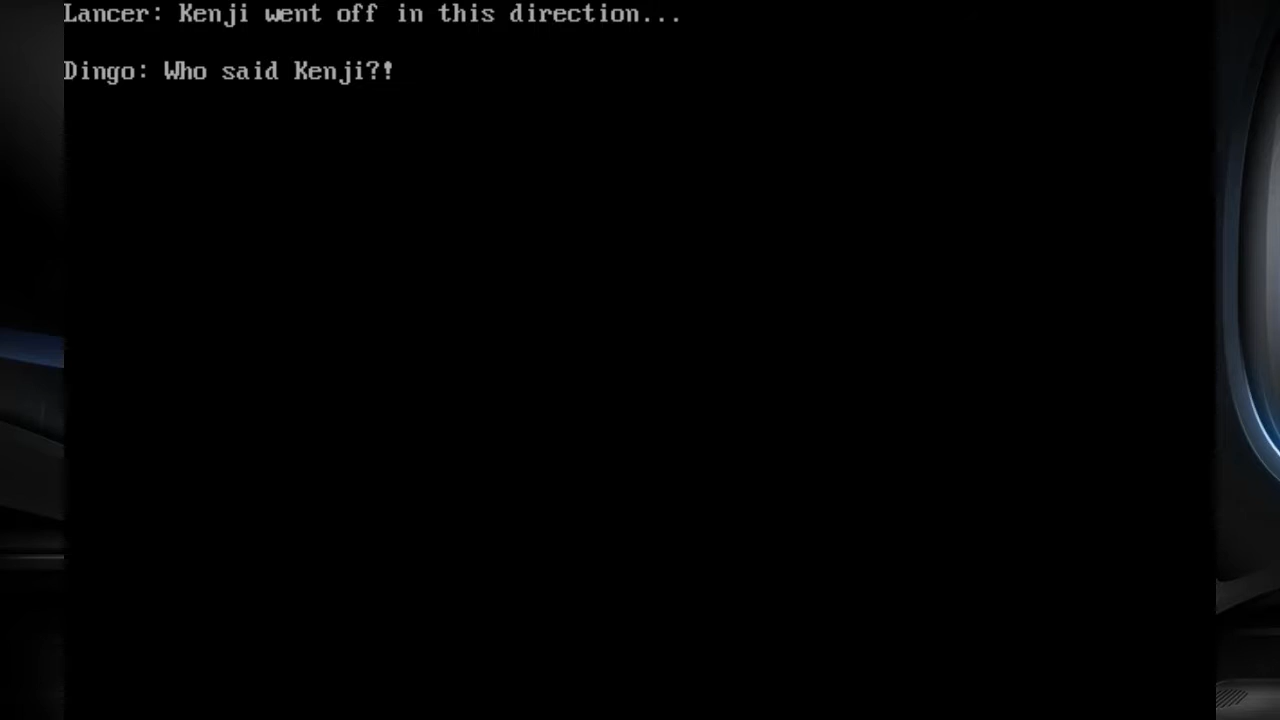 Lancer: Kenji went off in this direction...
Dingo: Who said Kenji?!